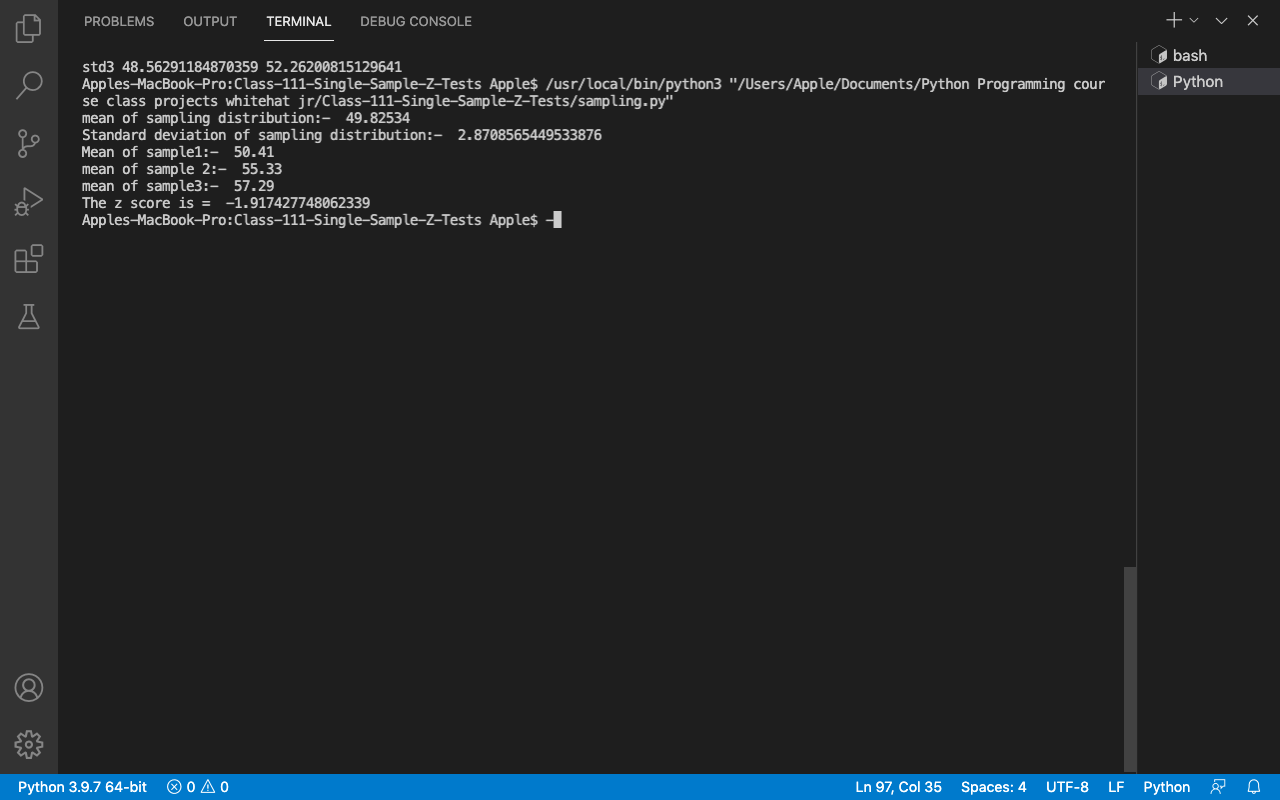 PROBLEMS OUTPUT TERMINAL DEBUG CONSOLE
std3 48.56291184870359 52.26200815129641
Apples-MacBook-Pro:Class-111-Single-Sample-Z-Tests Apple$ /usr/local/bin/python3 "/Users/Apple/Documents/Python Programming cour
se class projects whitehat jr/Class-111-Single-Sample-Z-Tests/sampling.py"
mean of sampling distribution:-  49.82534
Standard deviation of sampling distribution:-  2.8708565449533876
Mean of sample1:-  50.41
mean of sample 2:-  55.33
mean of sample3:-  57.29
The z score is =  -1.917427748062339
Apples-MacBook-Pro:Class-111-Single-Sample-Z-Tests Apple$ -
bash
Python
Python 3.9.7 64-bit 0 0 Ln 97, Col 35 Spaces: 4 UTF-8 LF Python